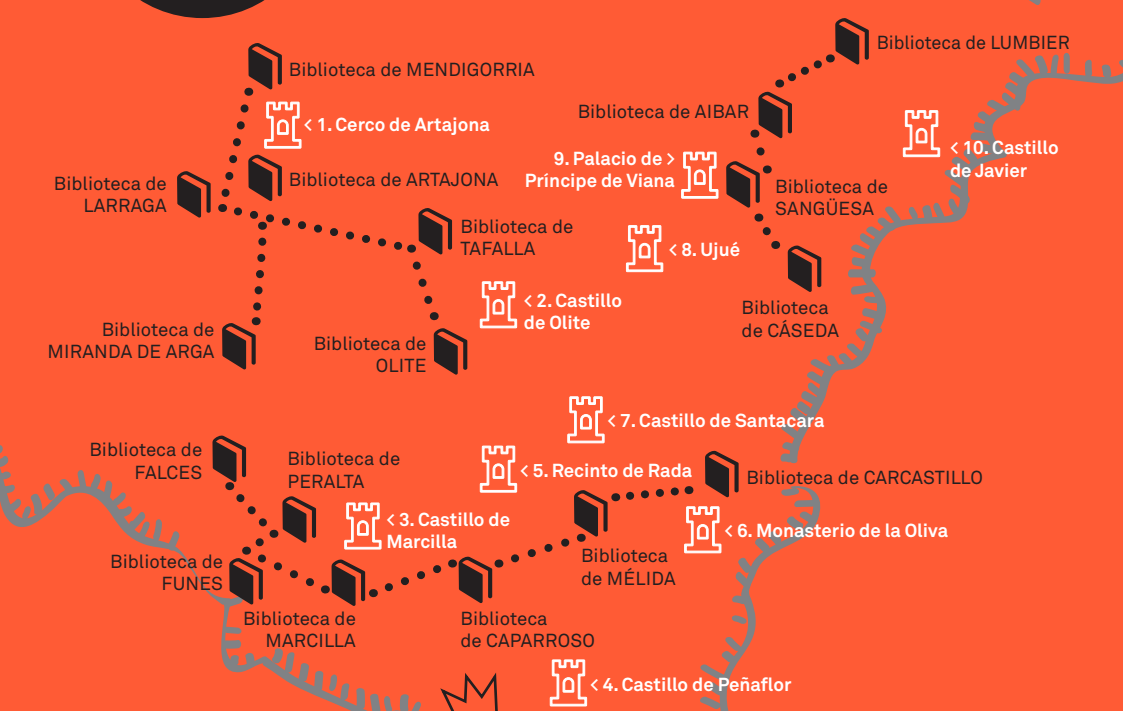 Biblioteca de LUMBIER
Biblioteca de MENDIGORRIA
Biblioteca de AIBAR
< 1. Cerco de Artajona
< 10. Castillo
de Javier
9. Palacio de >
Príncipe de Viana
Biblioteca de
LARRAGA
Biblioteca de ARTAJONA
Biblioteca de
SANGÜESA
Biblioteca de
TAFALLA
< 8. Ujué
< 2. Castillo
de Olite
Biblioteca
de CÁSEDA
Biblioteca de
MIRANDA DE ARGA
Biblioteca de
OLITE
< 7. Castillo de Santacara
Biblioteca de
FALCES
Biblioteca de
PERALTA
< 5. Recinto de Rada
Biblioteca de CARCASTILLO
< 3. Castillo de
Marcilla
< 6. Monasterio de la Oliva
Biblioteca de
FUNES
Biblioteca
de MÉLIDA
Biblioteca de
MARCILLA
Biblioteca
de CAPARROSO
< 4. Castillo de Peñaflor